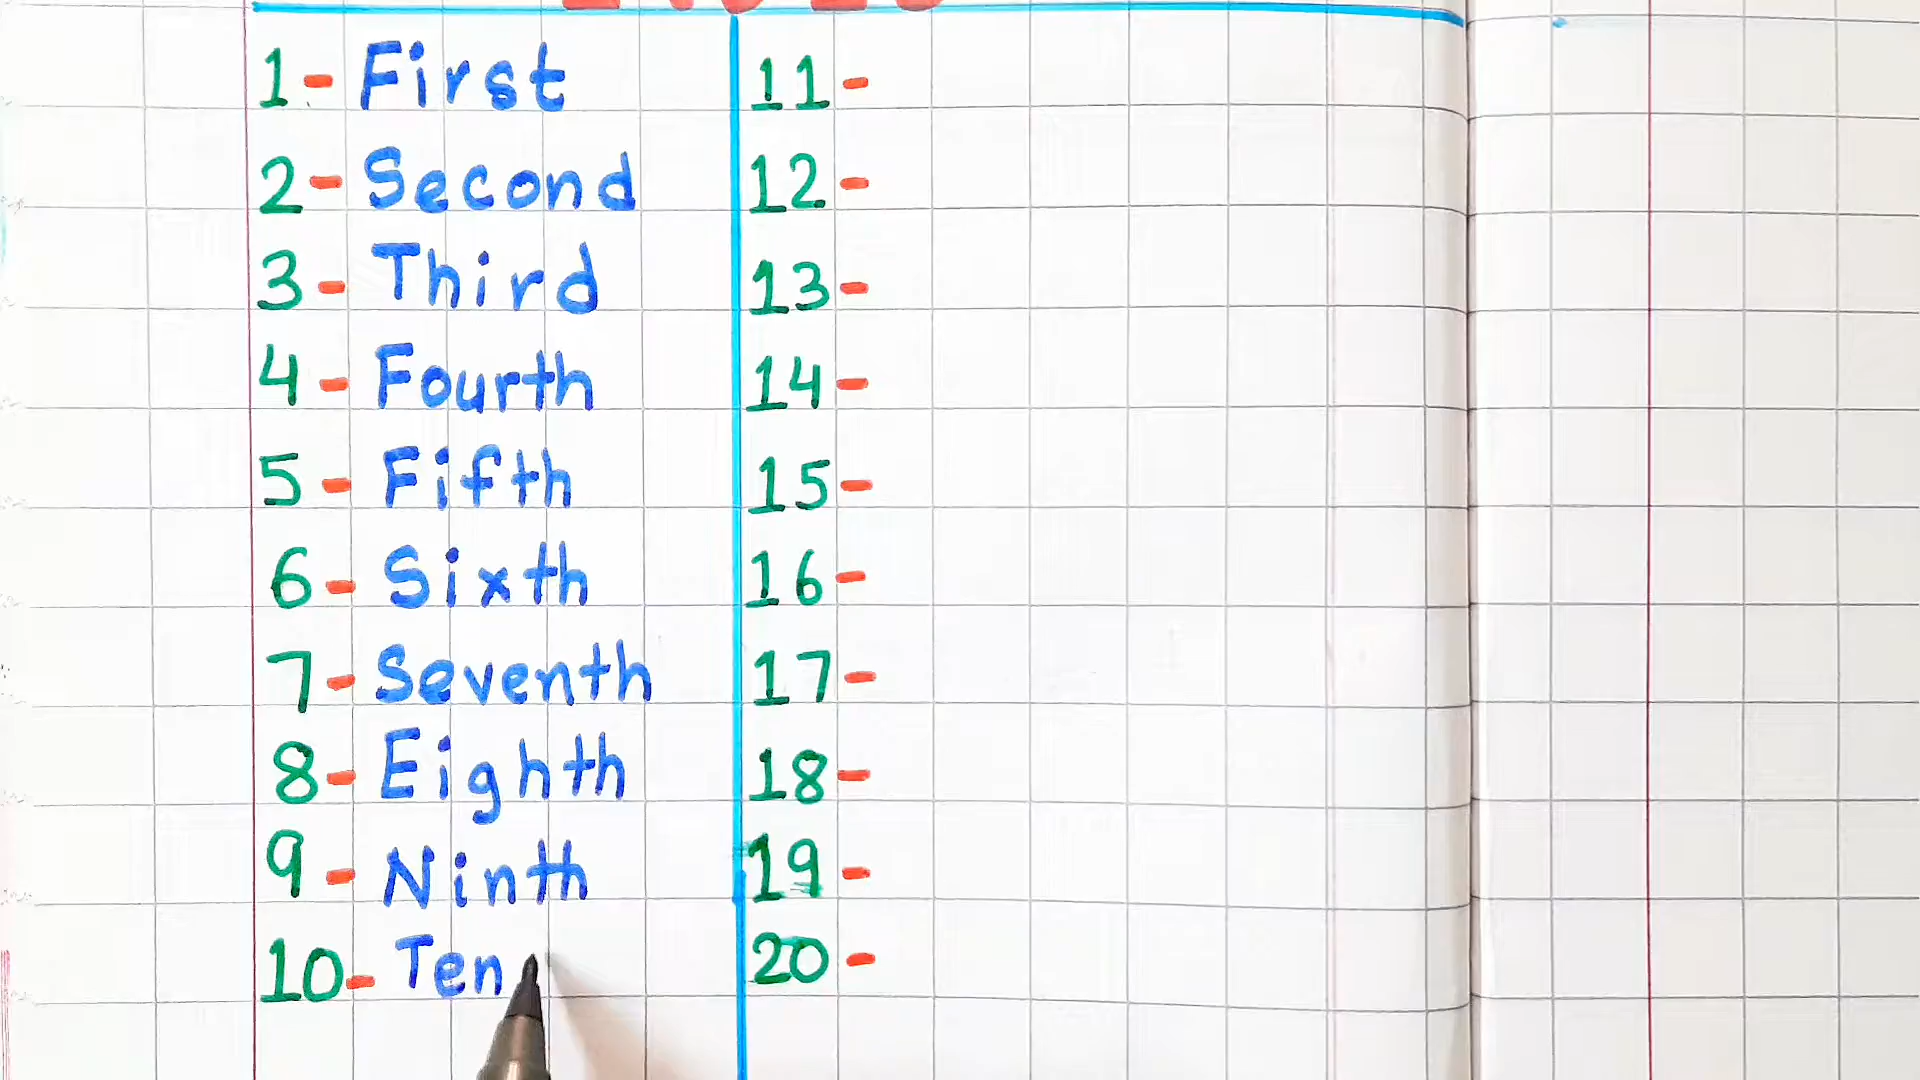 1- First
2- Second
3- Third
4- Fourth
5- Fifth
6- Sixth
7- Seventh
8- Eighth
9- Ninth
10- Ten
11-
12-
13-
14-
15-
16-
17-
18-
19-
20-